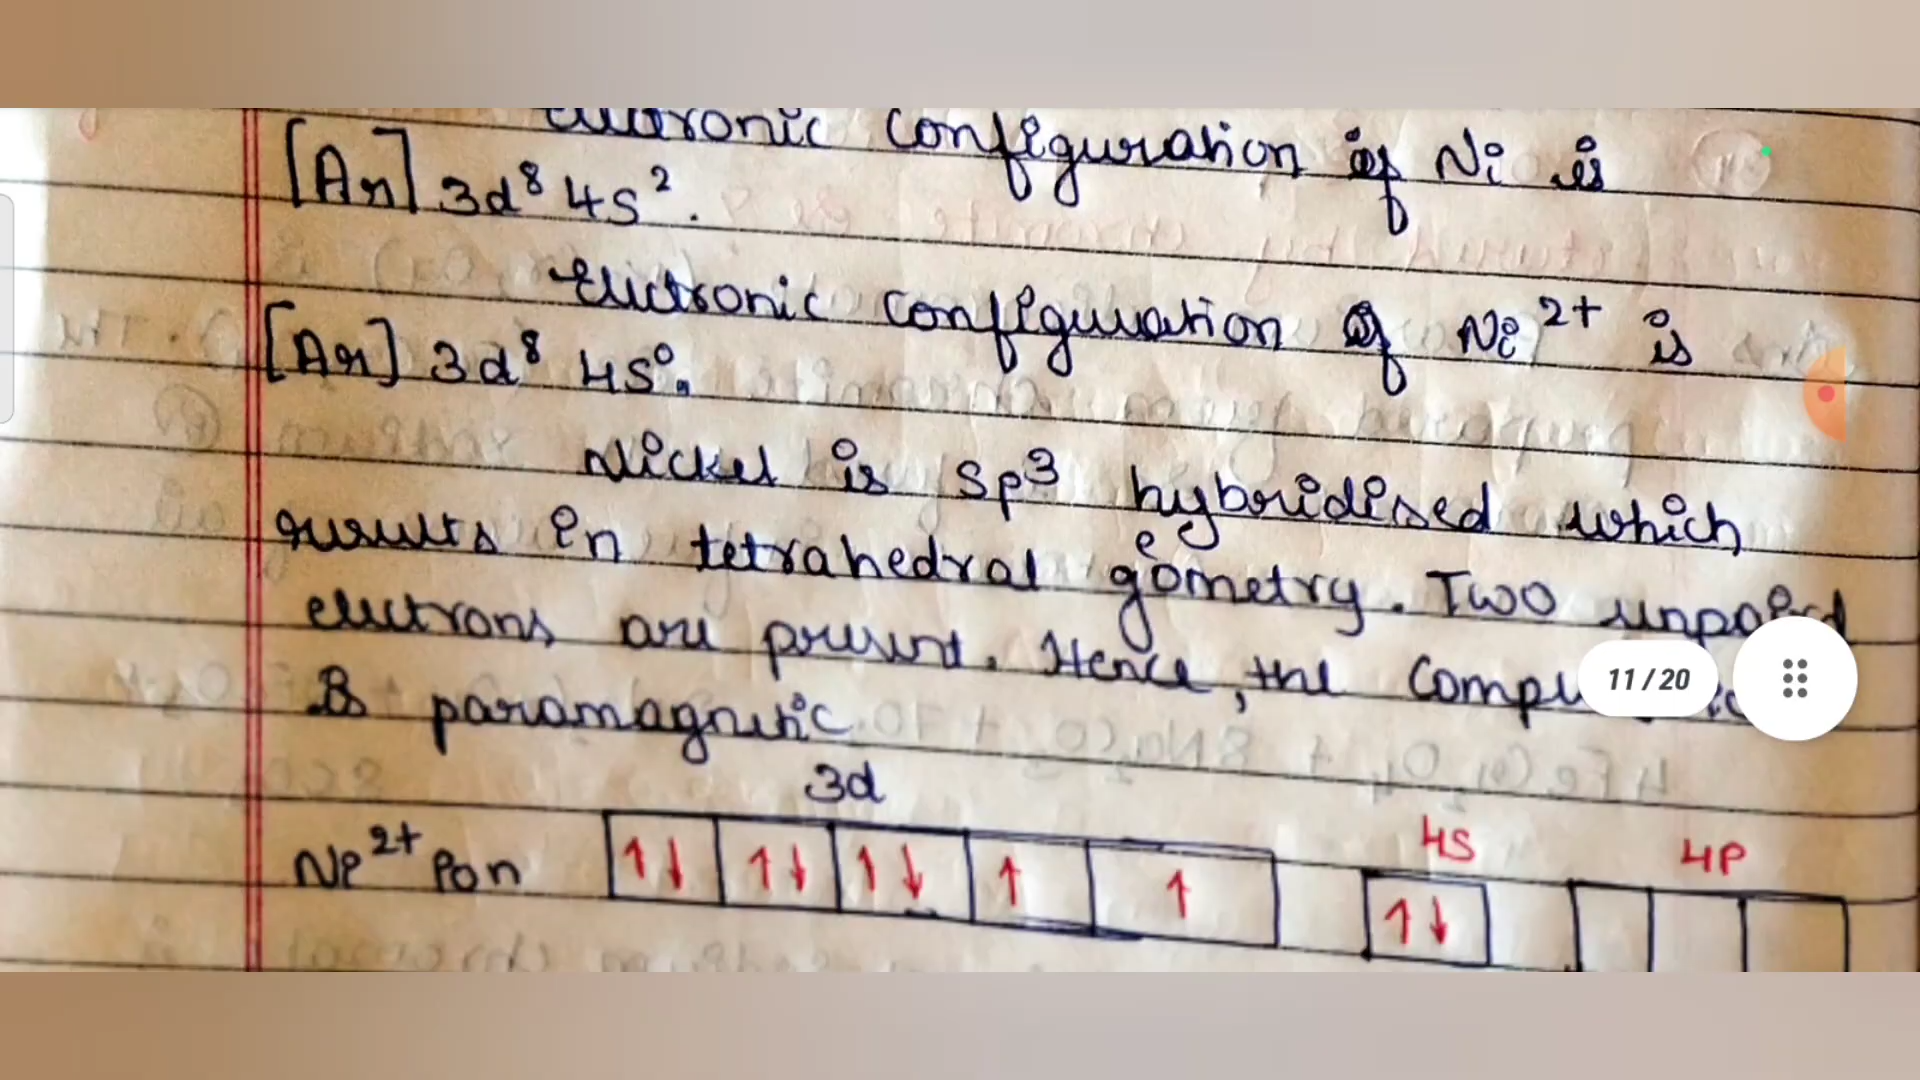 electronic configuration of Ni is
[Ar] 3d⁸ 4s².
Electronic configuration of Ni²⁺ is
[Ar] 3d⁸ 4s⁰.
Nickel is sp³ hybridised which
results in tetrahedral geometry. Two unpaired
electrons are present. Hence, the
is paramagnetic
3d
4s
4p
Ni²⁺ ion ↑↓ ↑↓ ↑↓ ↑ ↑ ↑↓
11/20